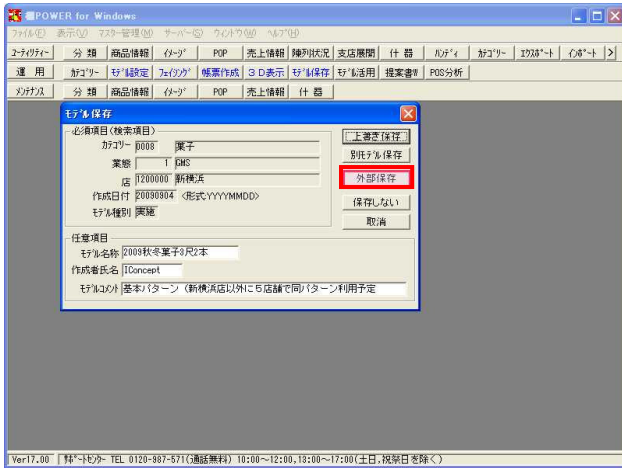 棚POWER for Windows
ファイル(F) 表示(V) マスター管理(M) サーバー(S) ウィンドウ(W) ヘルプ(H)
ユーティリティー 分 類 商品情報 イメージ POP 売上情報 陳列状況 支店展開 什 器 ハンディ カテゴリー エクスポート インポート >
運 用 カテゴリー モデル設定 フェイシング 帳票作成 3D表示 モデル保存 モデル活用 提案書W POS分析
メンテナンス 分 類 商品情報 イメージ POP 売上情報 什 器
モデル保存
必須項目(検索項目)
カテゴリー 0008 菓子
業態 1 GMS
店 1200000 新横浜
作成日付 20090904 <形式:YYYYMMDD>
モデル種別 実施
上書き保存
別モデル保存
外部保存
保存しない
取消
任意項目
モデル名称 2009秋冬菓子3尺2本
作成者氏名 IConcept
モデルコメント 基本パターン(新横浜店以外に5店舗で同パターン利用予定
Ver17.00 サポートセンター TEL 0120-987-571(通話無料) 10:00~12:00,13:00~17:00(土日,祝祭日を除く)